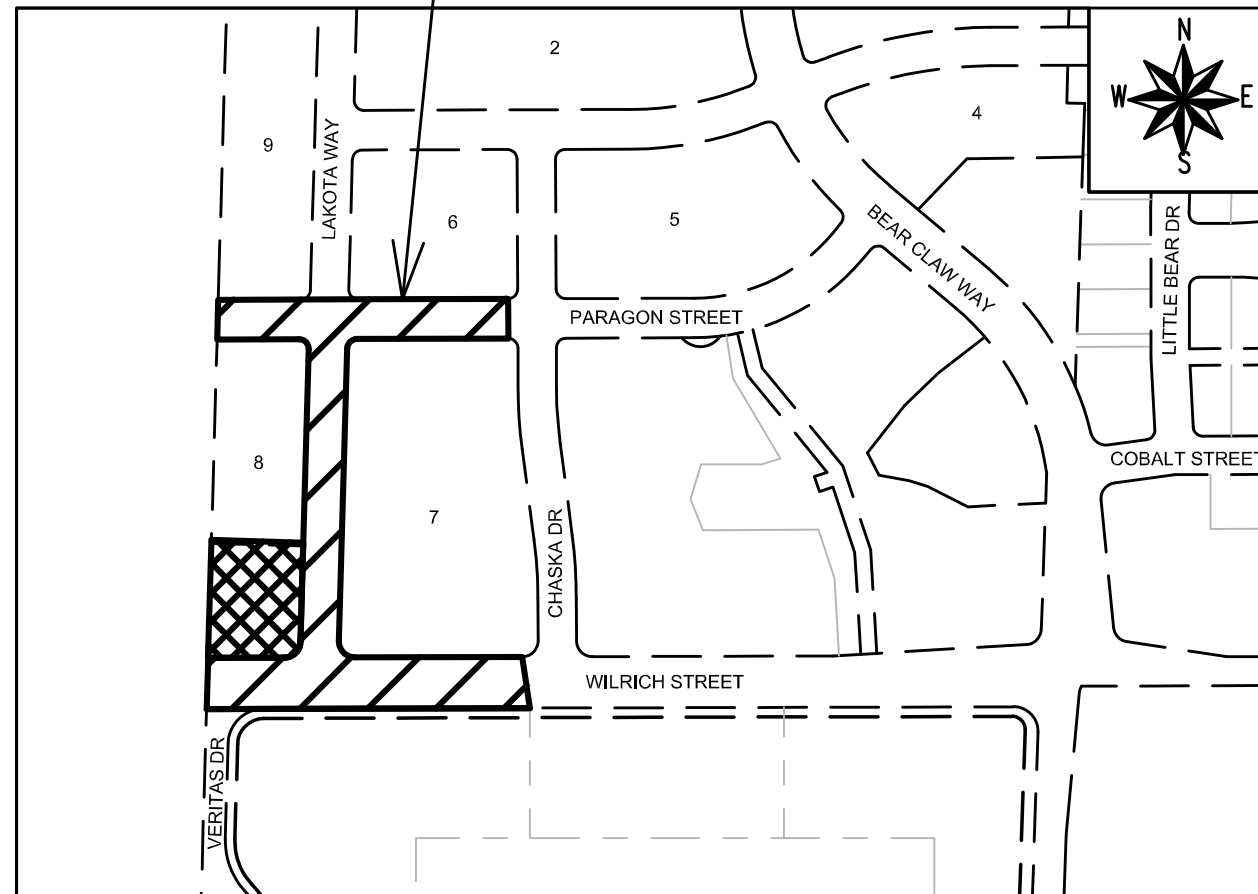 2
N
W
E
S
4
9
LAKOTA WAY
6
5
BEAR CLAW WAY
LITTLE BEAR DR
PARAGON STREET
8
7
COBALT STREET
CHASKA DR
WILRICH STREET
VERITAS DR